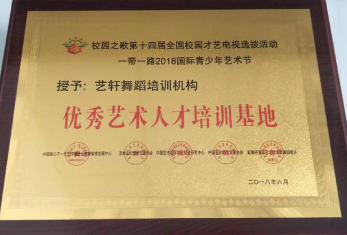 校园之歌第十四届全国校园才艺电视选拨活动
一带一路2018国际青少年艺术节
授予：艺轩舞蹈培训机构
优秀艺术人才培训基地
二〇一八年六月